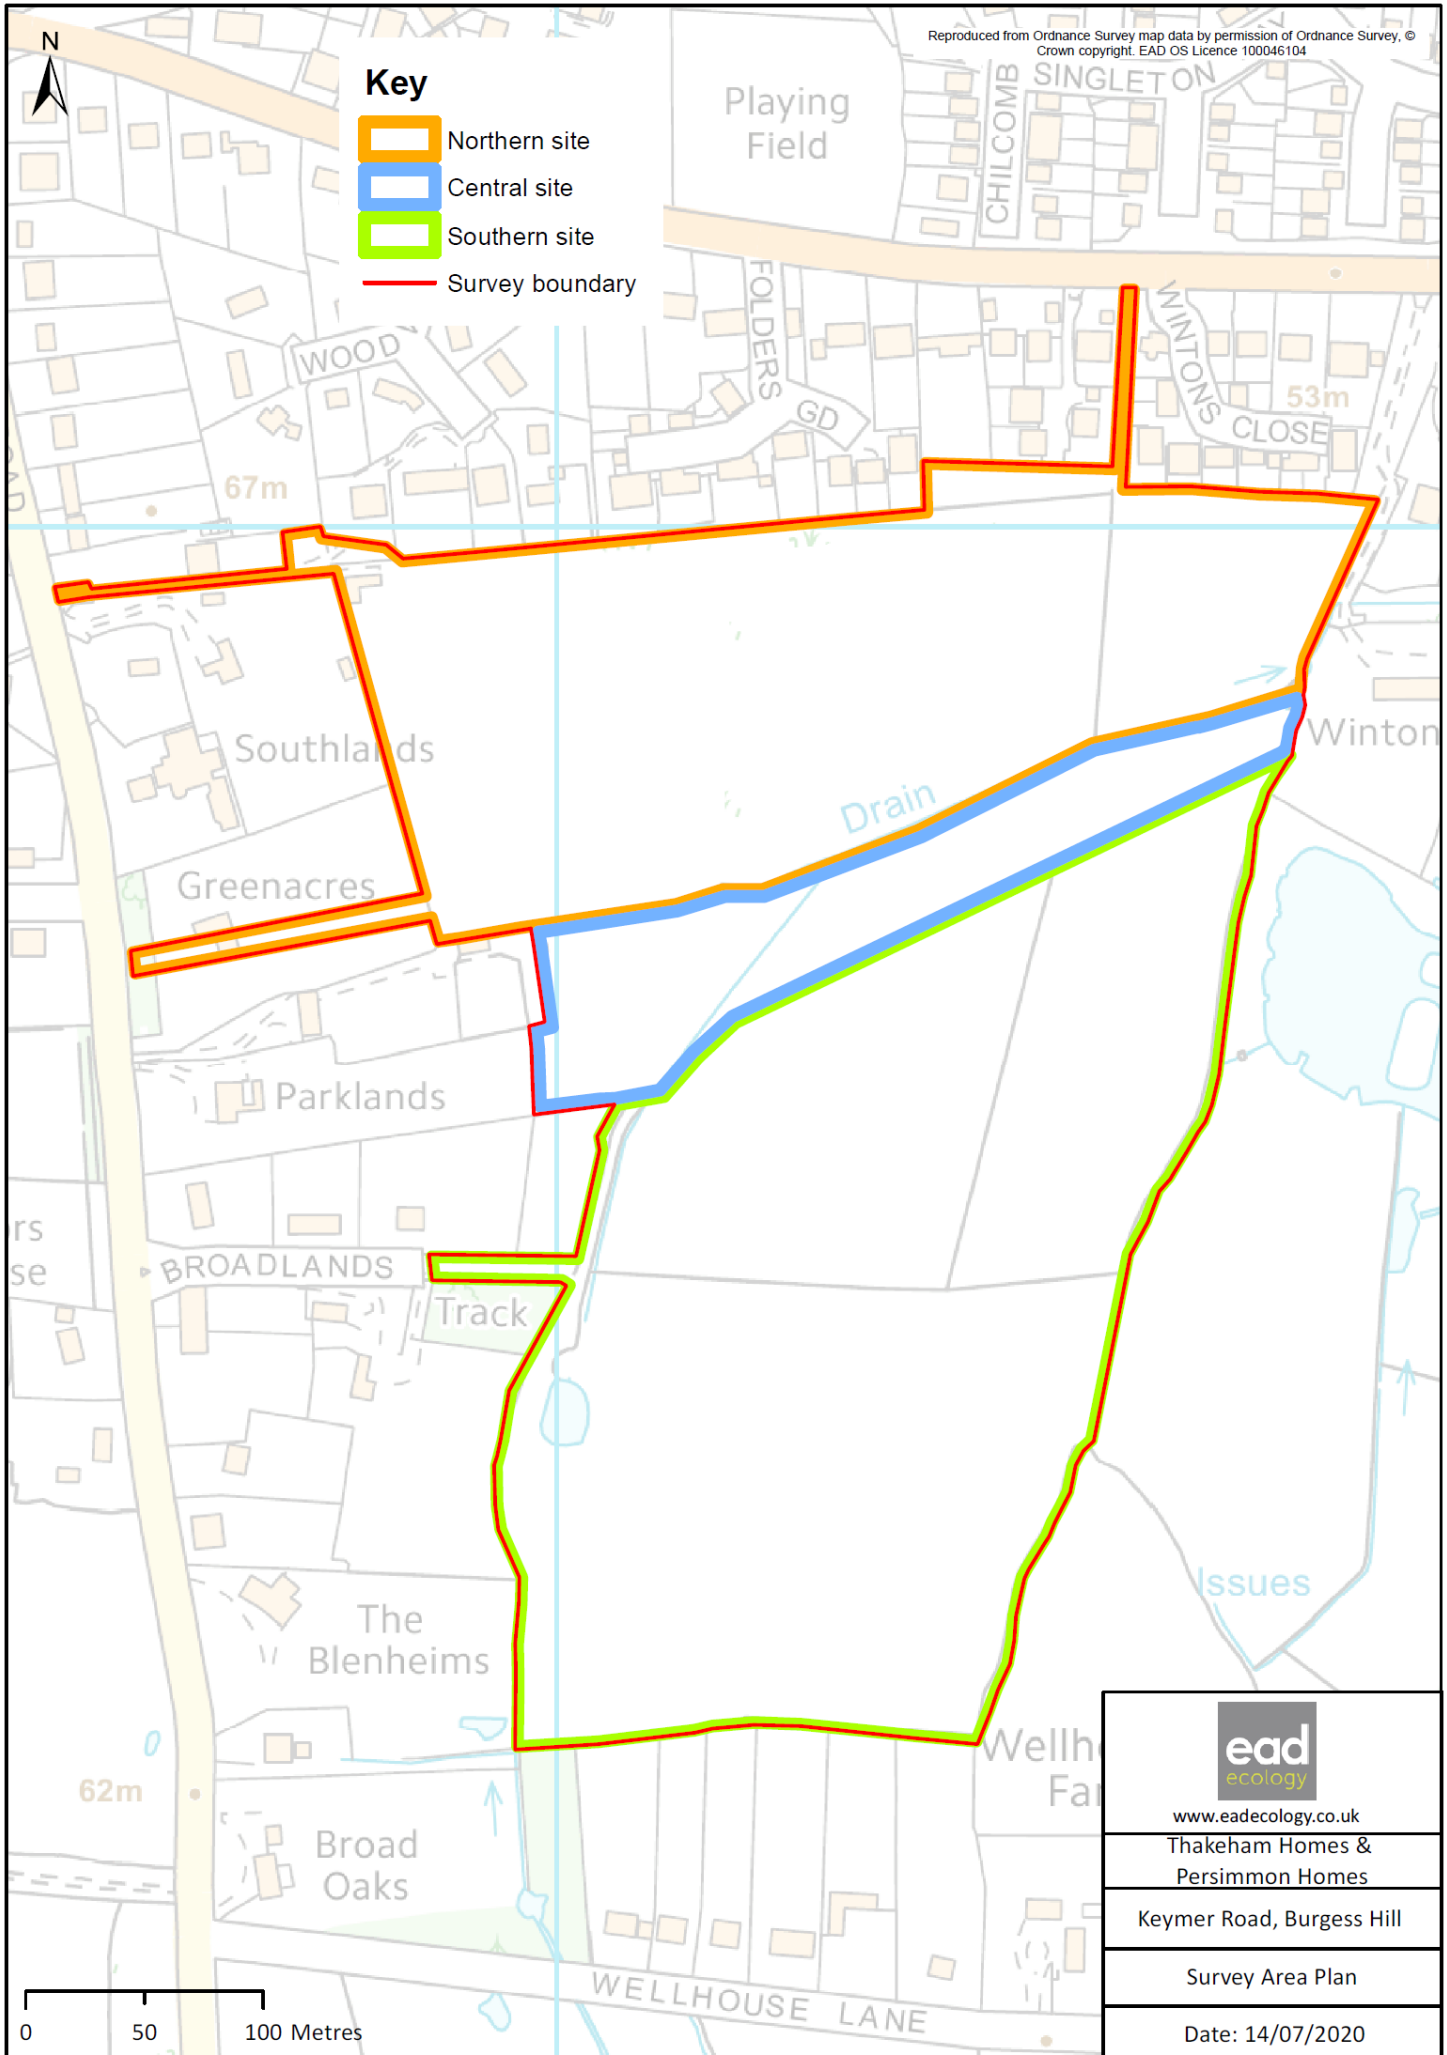 Reproduced from Ordnance Survey map data by permission of Ordnance Survey, ©
Crown copyright. EAD OS Licence 100046104
N
Key
Northern site
Central site
Southern site
Survey boundary
Playing
Field
CHILCOMB
SINGLETON
WOOD
FOLDERS
GD
WINTONS
CLOSE
53m
67m
Southlands
Winton
Drain
Greenacres
Parklands
BROADLANDS
Track
Issues
The
Blenheims
62m
Broad
Oaks
WELLHOUSE LANE
0 50 100 Metres
ead
ecology
www.eadecology.co.uk
Thakeham Homes &
Persimmon Homes
Keymer Road, Burgess Hill
Survey Area Plan
Date: 14/07/2020